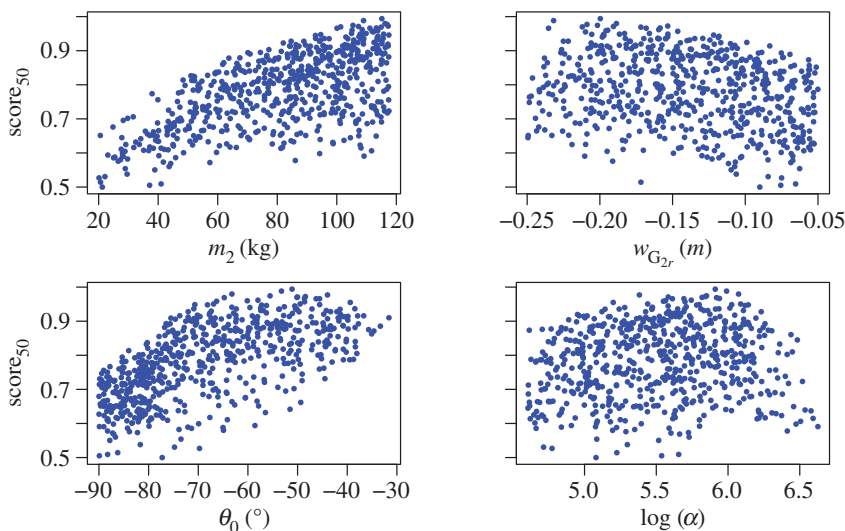 score50
0.9
0.7
0.5
20 40 60 80 100 120
m2 (kg)
−0.25 −0.20 −0.15 −0.10 −0.05
wG2r (m)
score50
0.9
0.7
0.5
−90 −80 −70 −60 −50 −40 −30
θ0 (°)
5.0 5.5 6.0 6.5
log (α)